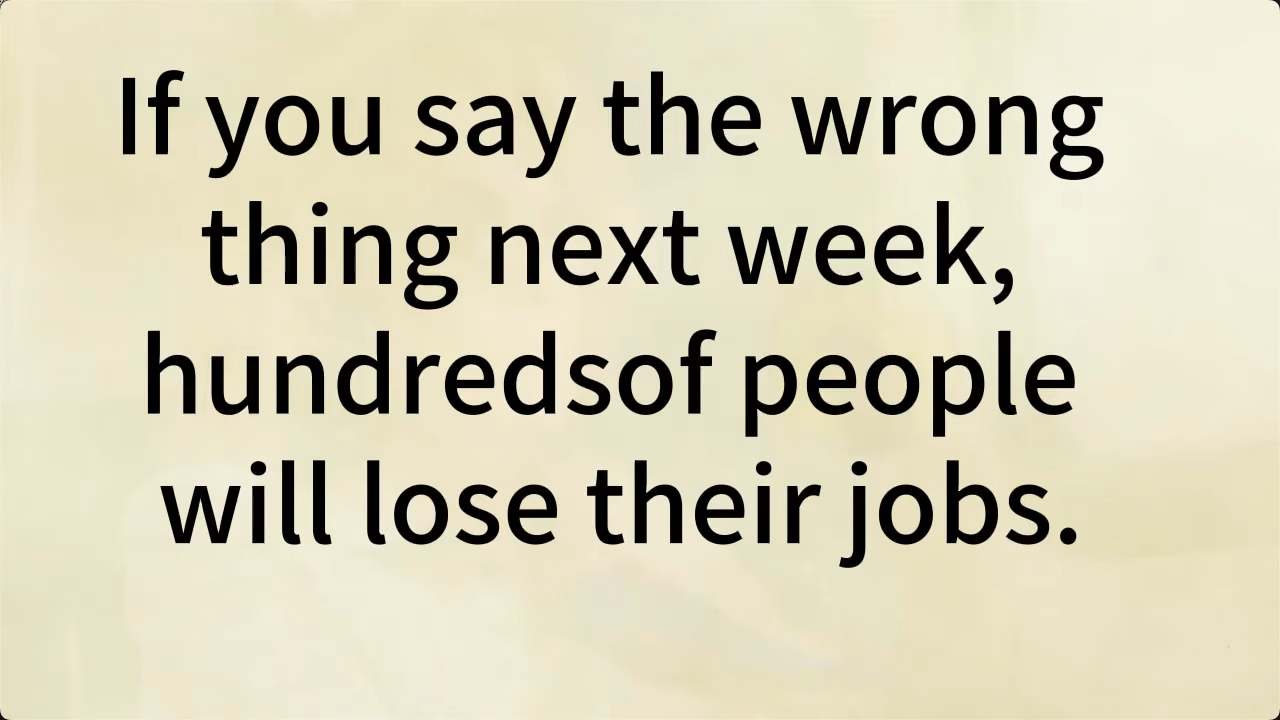 If you say the wrong
thing next week,
hundredsof people
will lose their jobs.